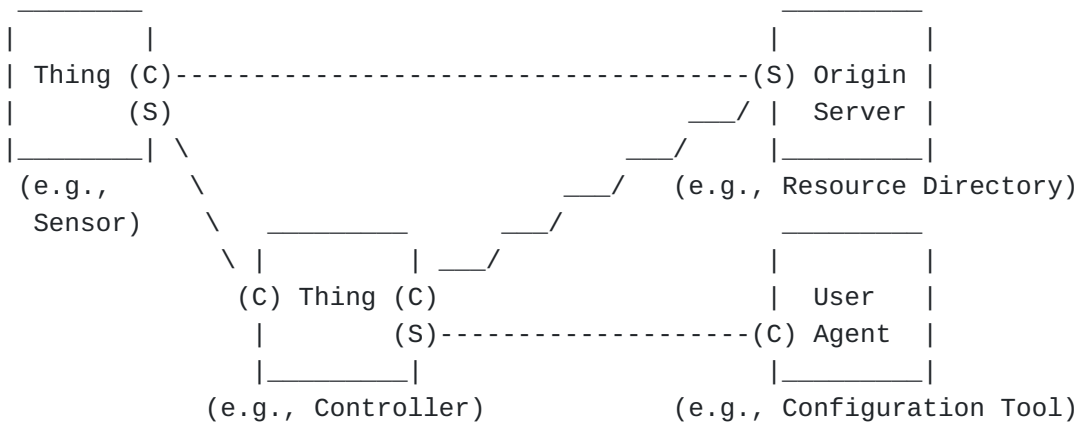 Thing (C)-------------------------------------(S) Origin
(S) Server
(e.g., (e.g., Resource Directory)
Sensor)
(C) Thing (C) User
(S)--------------------(C) Agent
(e.g., Controller) (e.g., Configuration Tool)